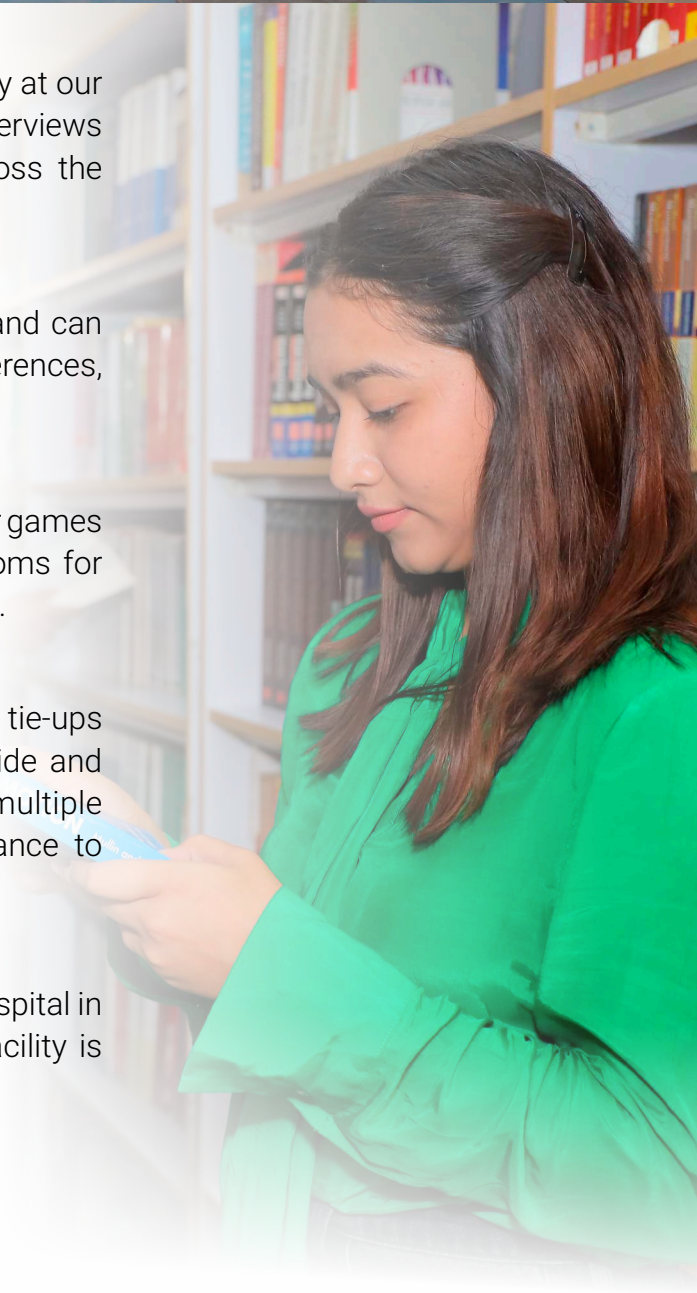 y at our
erviews
oss the
and can
erences,
games
oms for
.
tie-ups
ide and
multiple
ance to
spital in
acility is